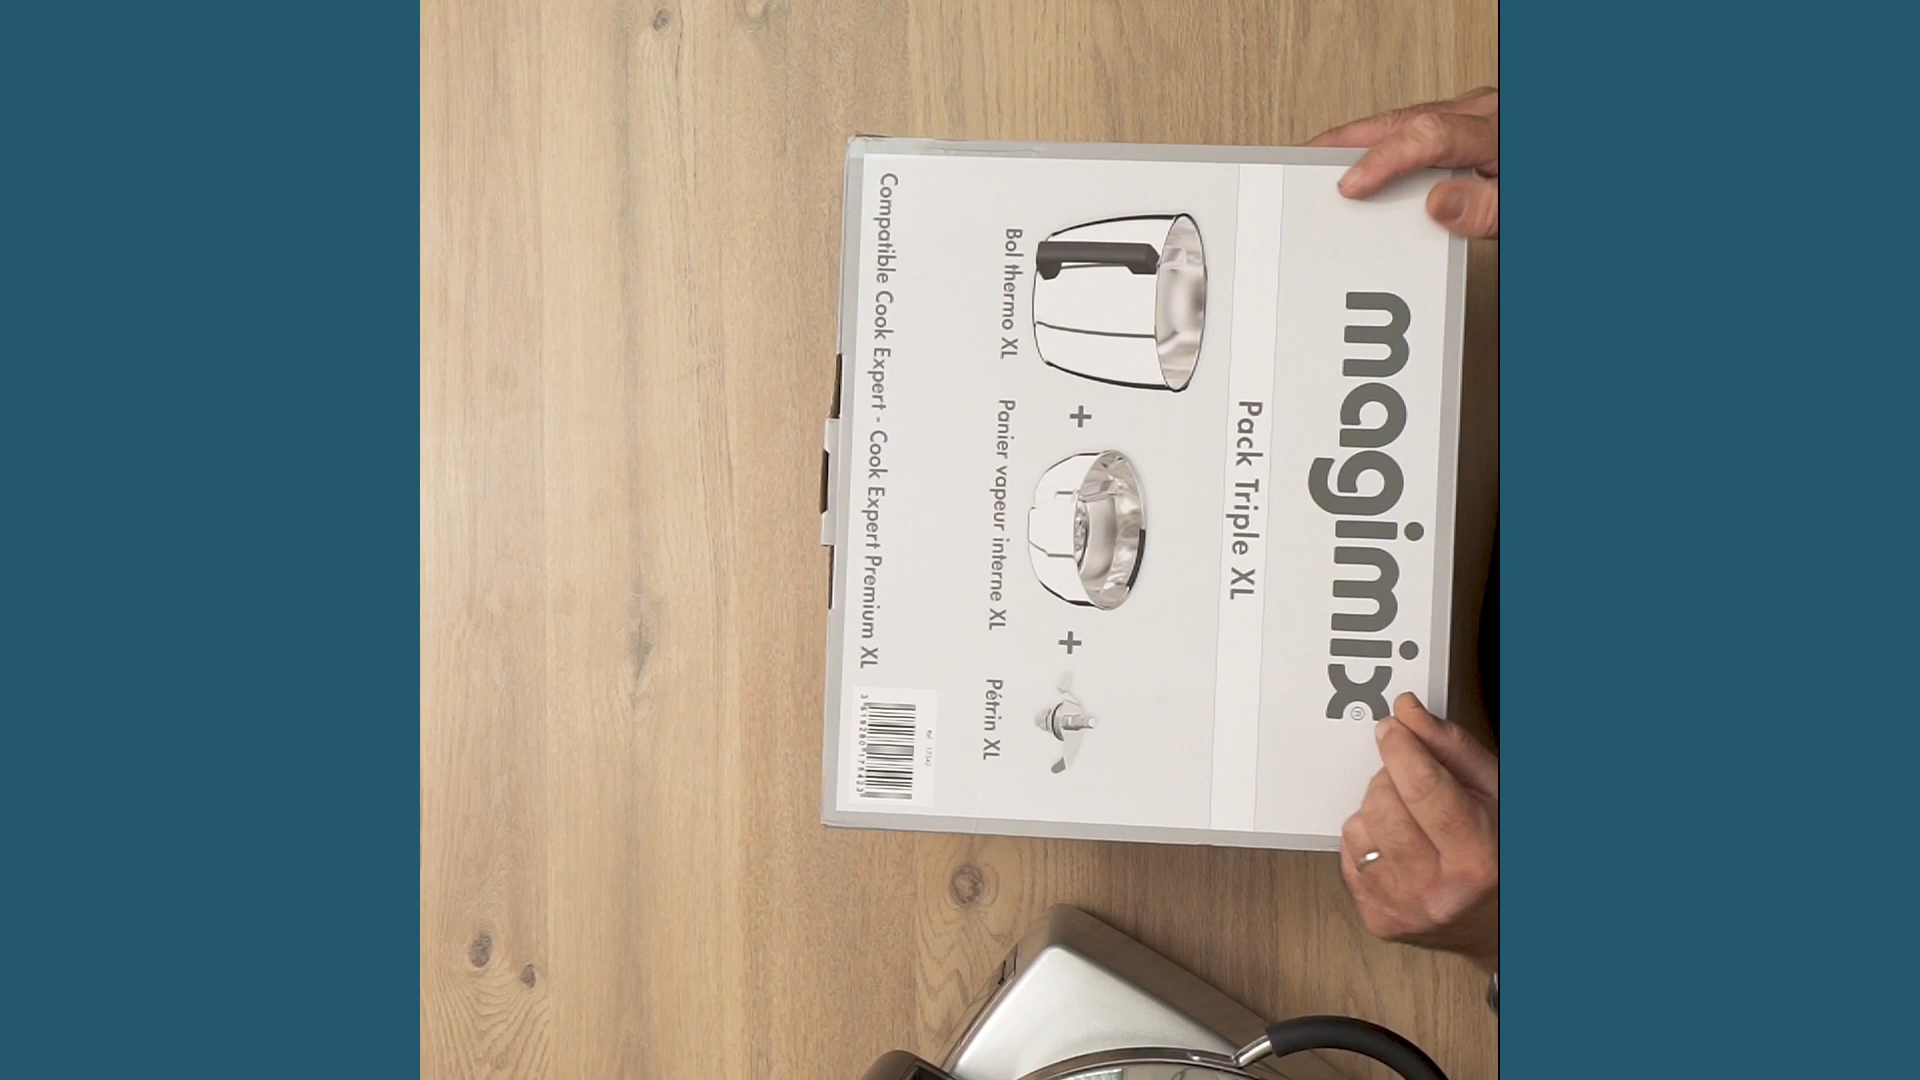 magimix®
Pack Triple XL
+
+
Bol thermo XL
Panier vapeur interne XL
Pétrin XL
Compatible Cook Expert - Cook Expert Premium XL